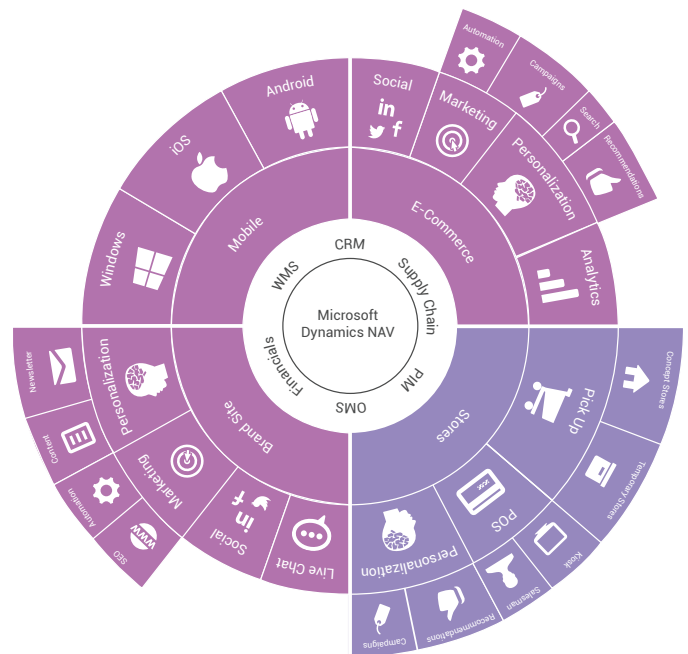 Microsoft
Dynamics NAV
CRM
Supply Chain
PIM
OMS
Financials
WMS
Mobile
Windows
iOS
Android
E-Commerce
Social
in
f
Marketing
Automation
Campaigns
Personalization
Search
Recommendations
Analytics
Stores
Pick Up
Concept Stores
Temporary Stores
POS
Kiosk
Salesman
Personalization
Recommendations
Campaigns
Brand Site
Live Chat
Social
in
f
Marketing
SEO
www
Automation
Personalization
Content
Newsletter